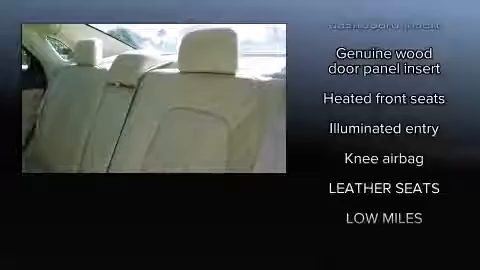 Genuine wood
door panel insert
Heated front seats
Illuminated entry
Knee airbag
LEATHER SEATS
LOW MILES